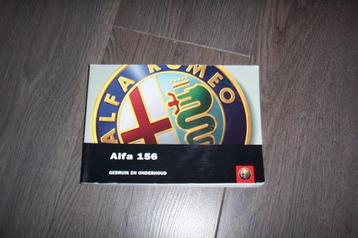 ALFA ROMEO
Alfa 156
GEBRUIK EN ONDERHOUD